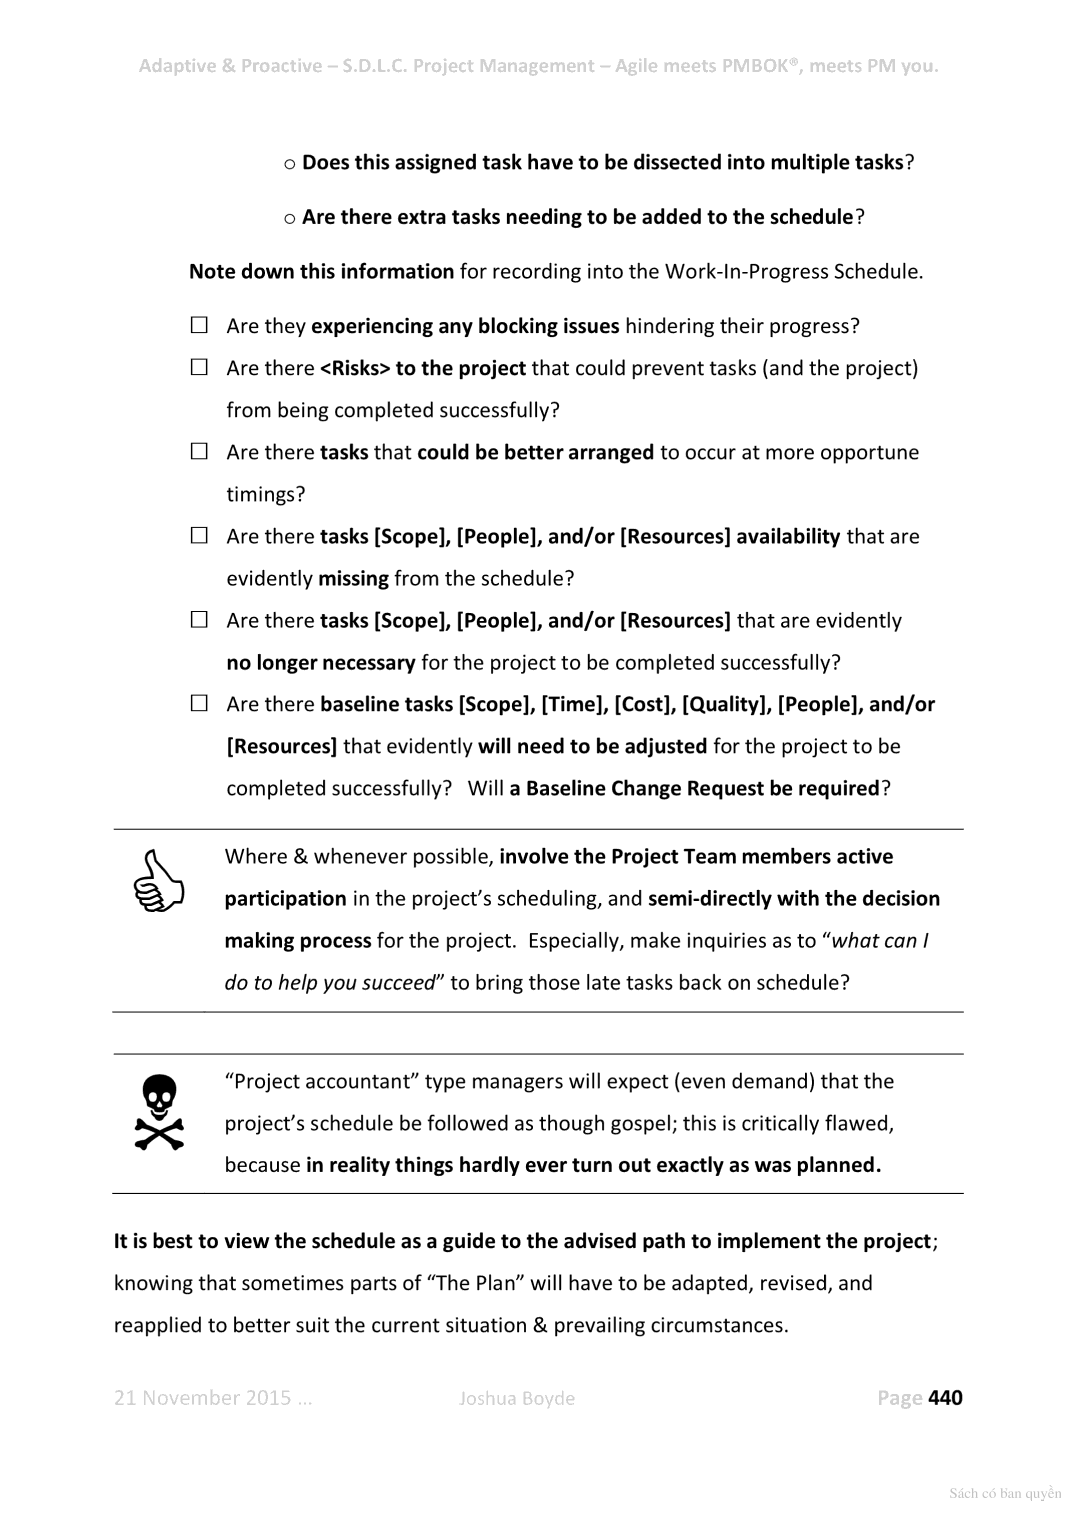 Adaptive & Proactive – S.D.L.C. Project Management – Agile meets PMBOK®, meets PM you.
o Does this assigned task have to be dissected into multiple tasks?
o Are there extra tasks needing to be added to the schedule?
Note down this information for recording into the Work-In-Progress Schedule.
☐ Are they experiencing any blocking issues hindering their progress?
☐ Are there <Risks> to the project that could prevent tasks (and the project)
from being completed successfully?
☐ Are there tasks that could be better arranged to occur at more opportune
timings?
☐ Are there tasks [Scope], [People], and/or [Resources] availability that are
evidently missing from the schedule?
☐ Are there tasks [Scope], [People], and/or [Resources] that are evidently
no longer necessary for the project to be completed successfully?
☐ Are there baseline tasks [Scope], [Time], [Cost], [Quality], [People], and/or
[Resources] that evidently will need to be adjusted for the project to be
completed successfully? Will a Baseline Change Request be required?
Where & whenever possible, involve the Project Team members active
participation in the project’s scheduling, and semi-directly with the decision
making process for the project. Especially, make inquiries as to “what can I
do to help you succeed” to bring those late tasks back on schedule?
“Project accountant” type managers will expect (even demand) that the
project’s schedule be followed as though gospel; this is critically flawed,
because in reality things hardly ever turn out exactly as was planned.
It is best to view the schedule as a guide to the advised path to implement the project;
knowing that sometimes parts of “The Plan” will have to be adapted, revised, and
reapplied to better suit the current situation & prevailing circumstances.
21 November 2015 … Joshua Boyde Page 440
Sách có bản quyền